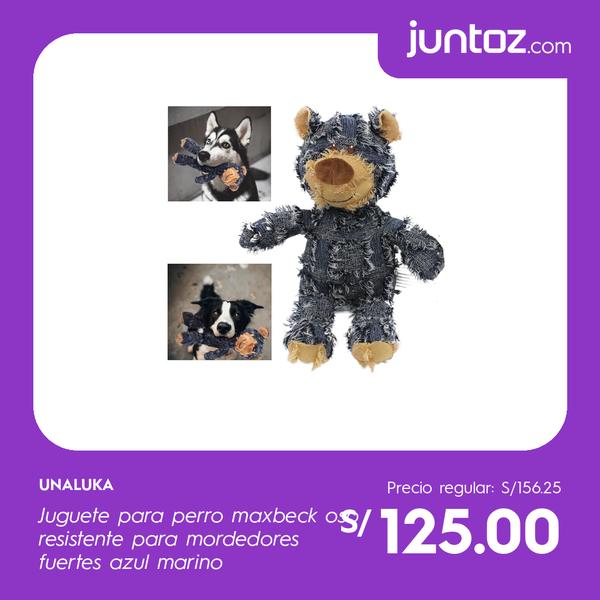 juntoz.com
UNALUKA
Juguete para perro maxbeck oso
resistente para mordedores
fuertes azul marino
Precio regular: S/156.25
S/125.00